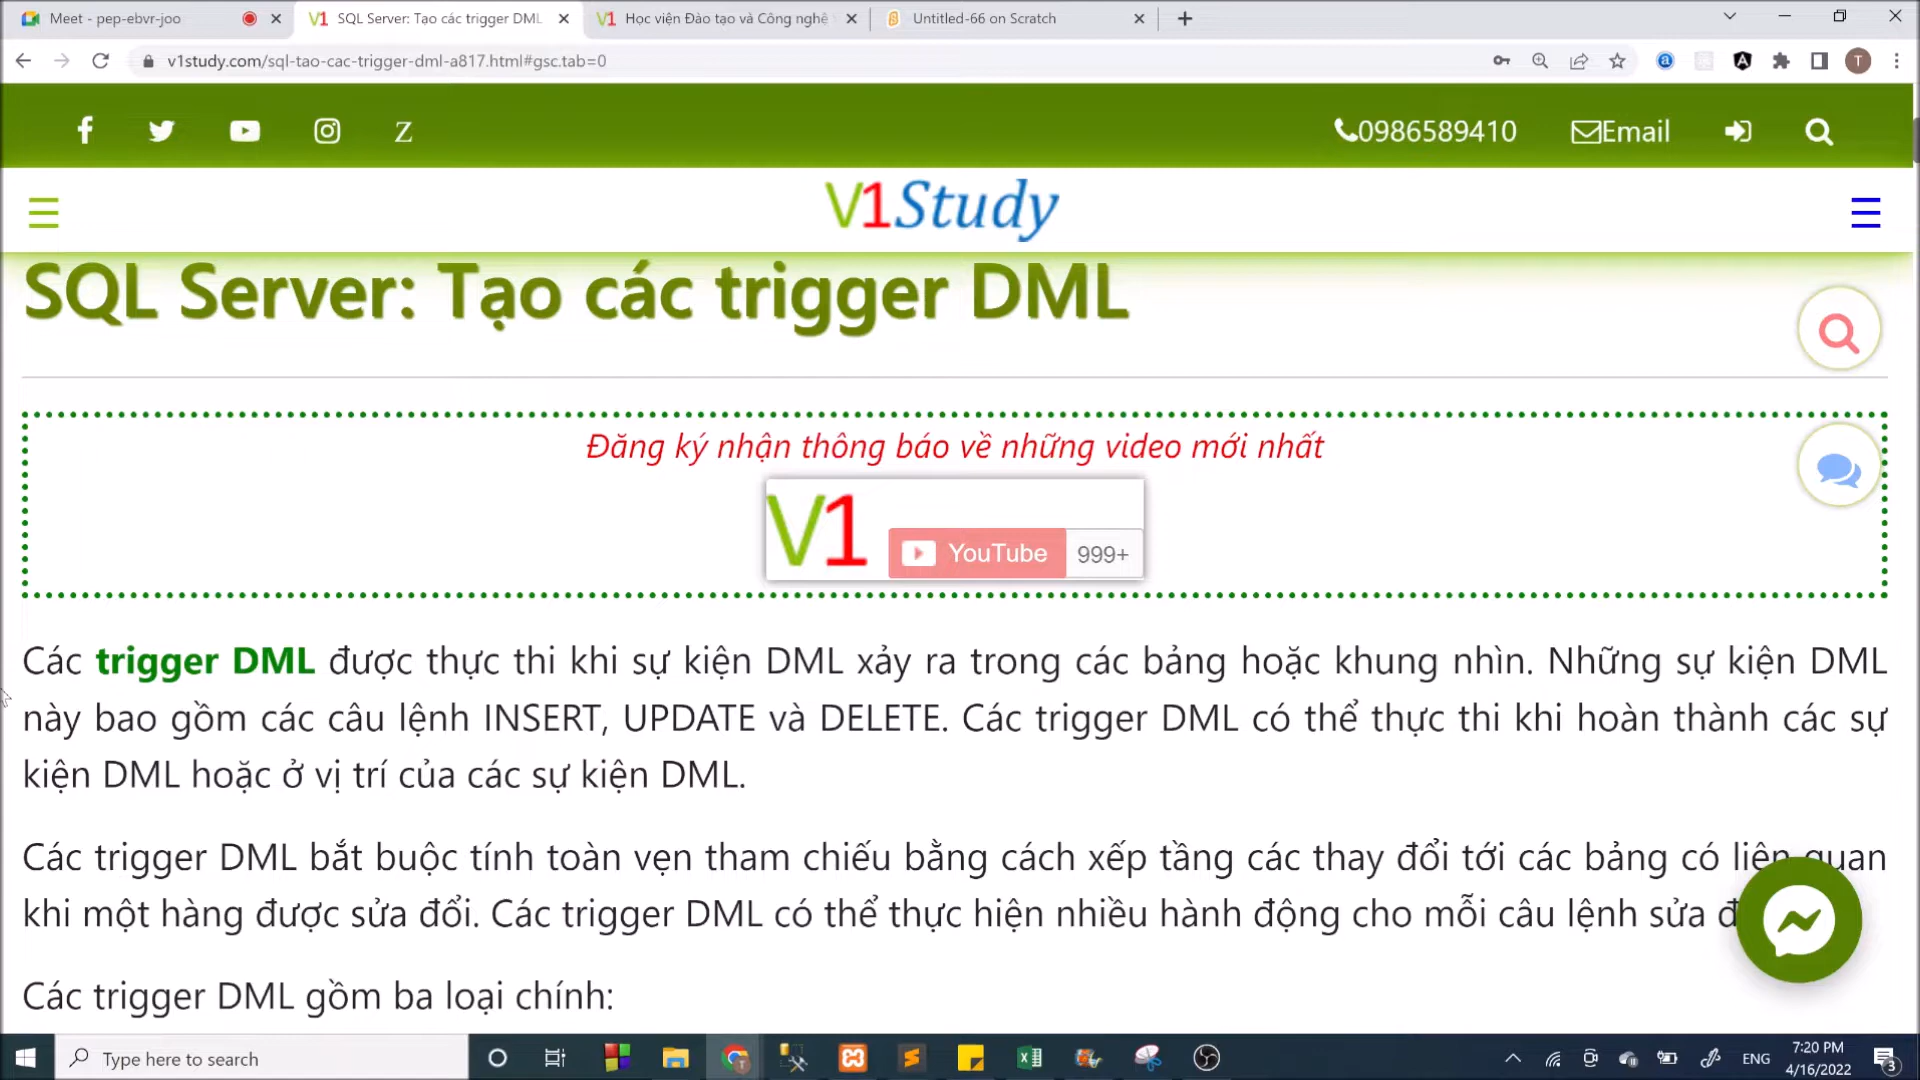 Meet - pep-ebvr-joo
SQL Server: Tạo các trigger DML
Học viện Đào tạo và Công nghệ
Untitled-66 on Scratch
v1study.com/sql-tao-cac-trigger-dml-a817.html#gsc.tab=0
T
Z
0986589410
Email
V1Study
SQL Server: Tạo các trigger DML
Đăng ký nhận thông báo về những video mới nhất
V1
YouTube 999+
Các trigger DML được thực thi khi sự kiện DML xảy ra trong các bảng hoặc khung nhìn. Những sự kiện DML
này bao gồm các câu lệnh INSERT, UPDATE và DELETE. Các trigger DML có thể thực thi khi hoàn thành các sự
kiện DML hoặc ở vị trí của các sự kiện DML.
Các trigger DML bắt buộc tính toàn vẹn tham chiếu bằng cách xếp tầng các thay đổi tới các bảng có liên quan
khi một hàng được sửa đổi. Các trigger DML có thể thực hiện nhiều hành động cho mỗi câu lệnh sửa
Các trigger DML gồm ba loại chính:
Type here to search
ENG
7:20 PM
4/16/2022
3